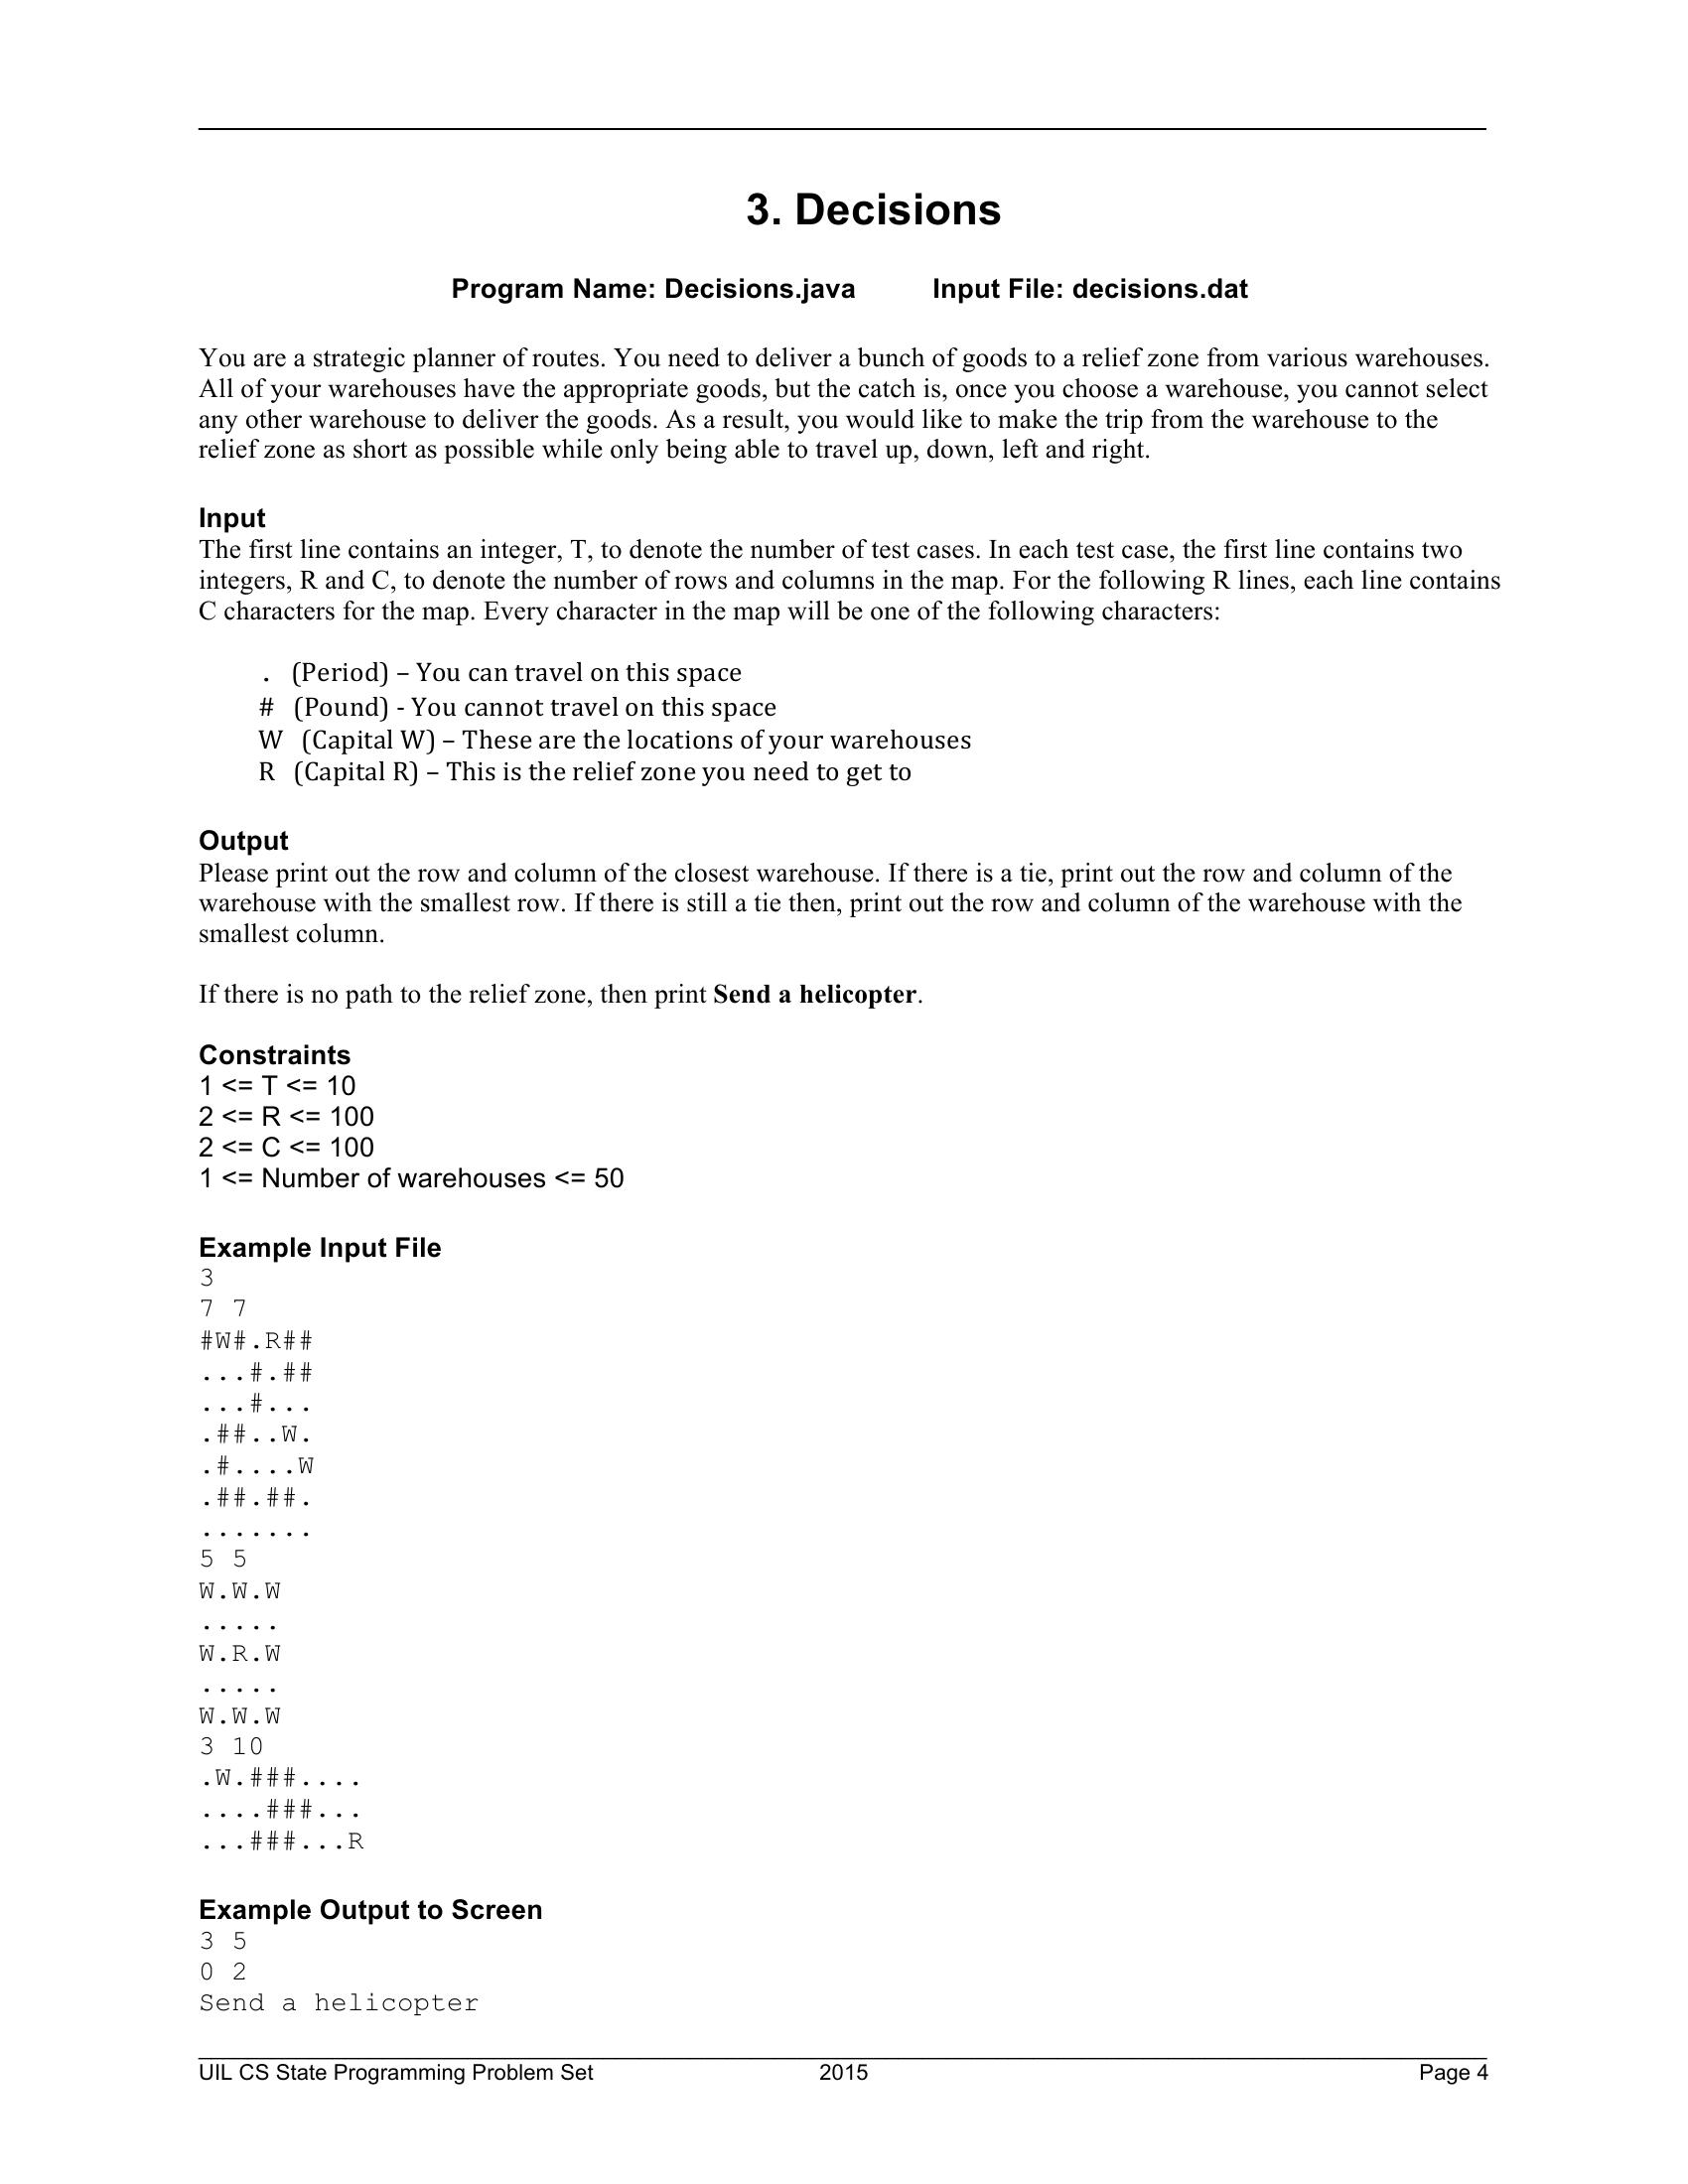 3. Decisions
Program Name: Decisions.java Input File: decisions.dat
You are a strategic planner of routes. You need to deliver a bunch of goods to a relief zone from various warehouses.
All of your warehouses have the appropriate goods, but the catch is, once you choose a warehouse, you cannot select
any other warehouse to deliver the goods. As a result, you would like to make the trip from the warehouse to the
relief zone as short as possible while only being able to travel up, down, left and right.
Input
The first line contains an integer, T, to denote the number of test cases. In each test case, the first line contains two
integers, R and C, to denote the number of rows and columns in the map. For the following R lines, each line contains
C characters for the map. Every character in the map will be one of the following characters:
. (Period) – You can travel on this space
# (Pound) - You cannot travel on this space
W (Capital W) – These are the locations of your warehouses
R (Capital R) – This is the relief zone you need to get to
Output
Please print out the row and column of the closest warehouse. If there is a tie, print out the row and column of the
warehouse with the smallest row. If there is still a tie then, print out the row and column of the warehouse with the
smallest column.
If there is no path to the relief zone, then print Send a helicopter.
Constraints
1 <= T <= 10
2 <= R <= 100
2 <= C <= 100
1 <= Number of warehouses <= 50
Example Input File
3
7 7
#W#.R##
...#.##
...#...
.##..W.
.#....W
.##.##.
.......
5 5
W.W.W
.....
W.R.W
.....
W.W.W
3 10
.W.###....
....###...
...###...R
Example Output to Screen
3 5
0 2
Send a helicopter
UIL CS State Programming Problem Set 2015 Page 4